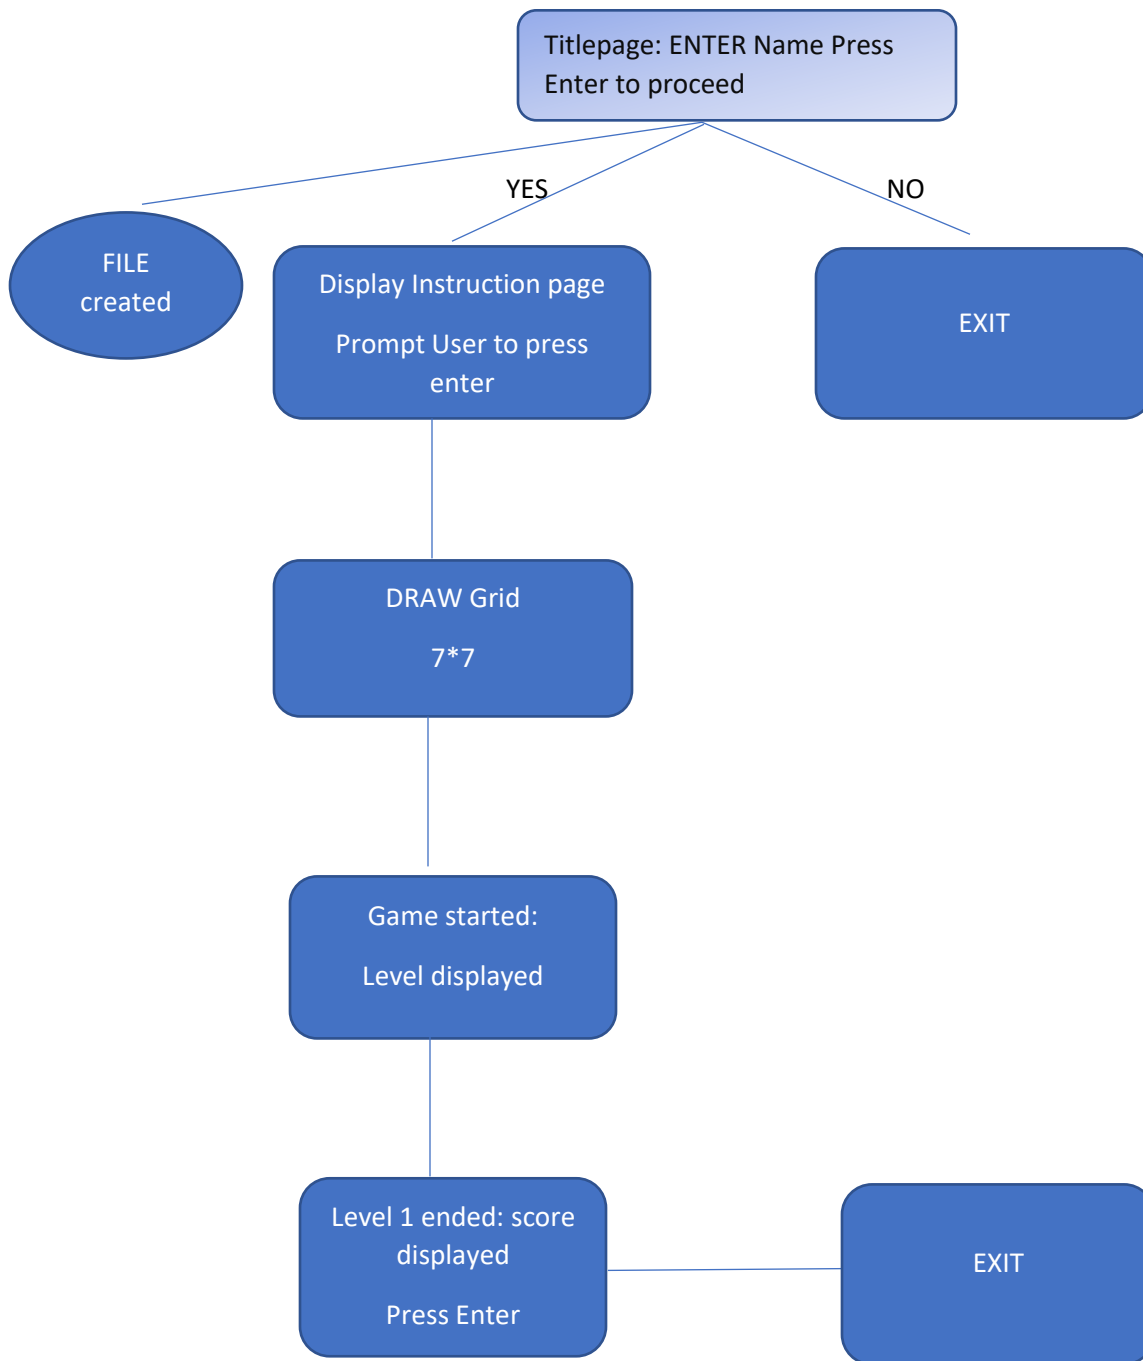 Titlepage: ENTER Name Press
Enter to proceed
YES
NO
FILE
created
Display Instruction page
Prompt User to press
enter
EXIT
DRAW Grid
7*7
Game started:
Level displayed
Level 1 ended: score
displayed
Press Enter
EXIT